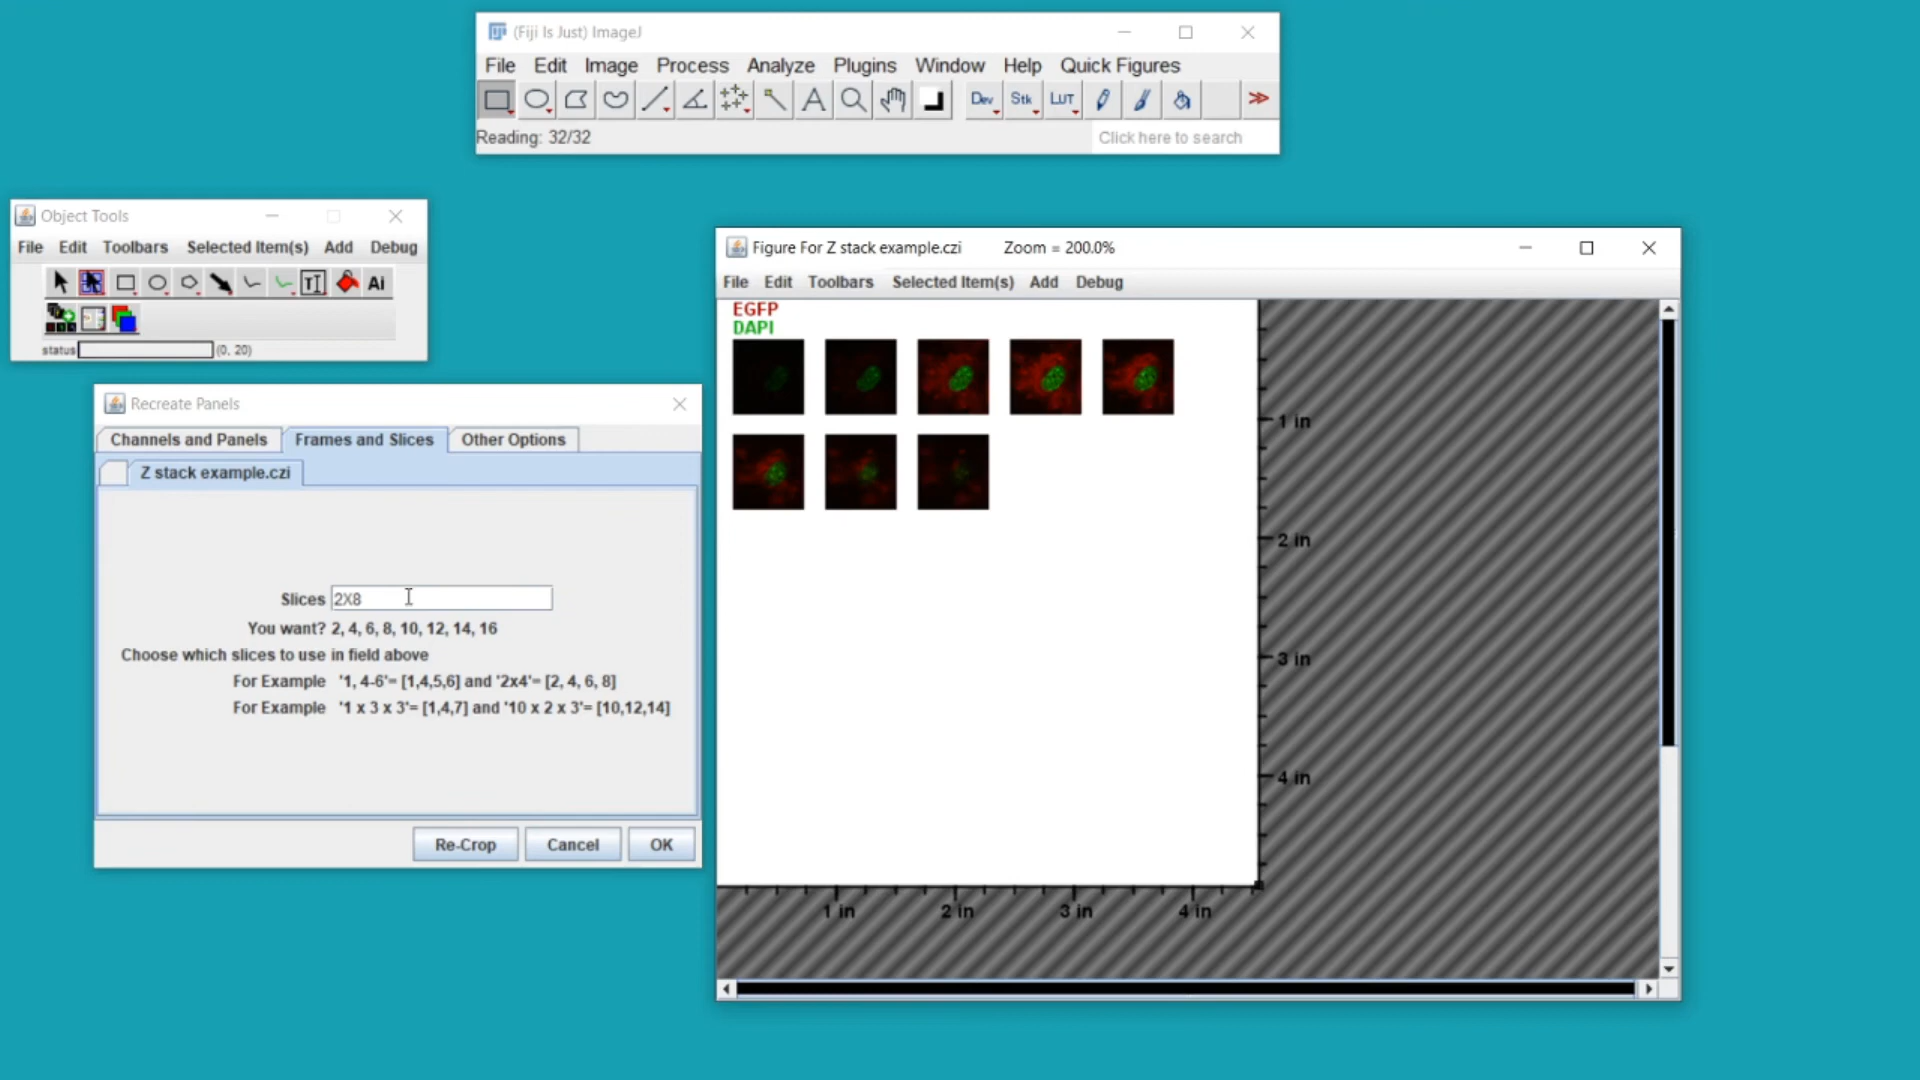 (Fiji Is Just) ImageJ
File Edit Image Process Analyze Plugins Window Help Quick Figures
A Dev Stk LUT
Reading: 32/32
Click here to search
Object Tools
File Edit Toolbars Selected Item(s) Add Debug
T Ai
status (0, 20)
Recreate Panels
Channels and Panels Frames and Slices Other Options
Z stack example.czi
Slices 2X8
You want? 2, 4, 6, 8, 10, 12, 14, 16
Choose which slices to use in field above
For Example '1, 4-6'= [1,4,5,6] and '2x4'= [2, 4, 6, 8]
For Example '1 x 3 x 3'= [1,4,7] and '10 x 2 x 3'= [10,12,14]
Re-Crop Cancel OK
Figure For Z stack example.czi Zoom = 200.0%
File Edit Toolbars Selected Item(s) Add Debug
EGFP
DAPI
1 in
2 in
3 in
4 in
1 in 2 in 3 in 4 in